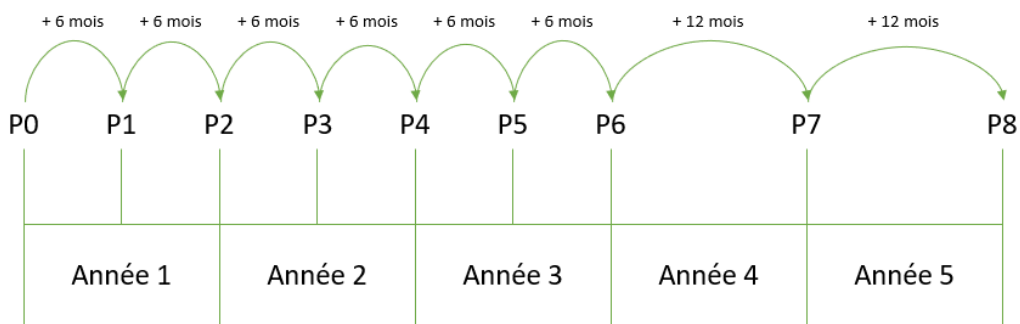 + 6 mois + 6 mois + 6 mois + 6 mois + 6 mois + 6 mois + 12 mois + 12 mois
P0 P1 P2 P3 P4 P5 P6 P7 P8
Année 1 Année 2 Année 3 Année 4 Année 5